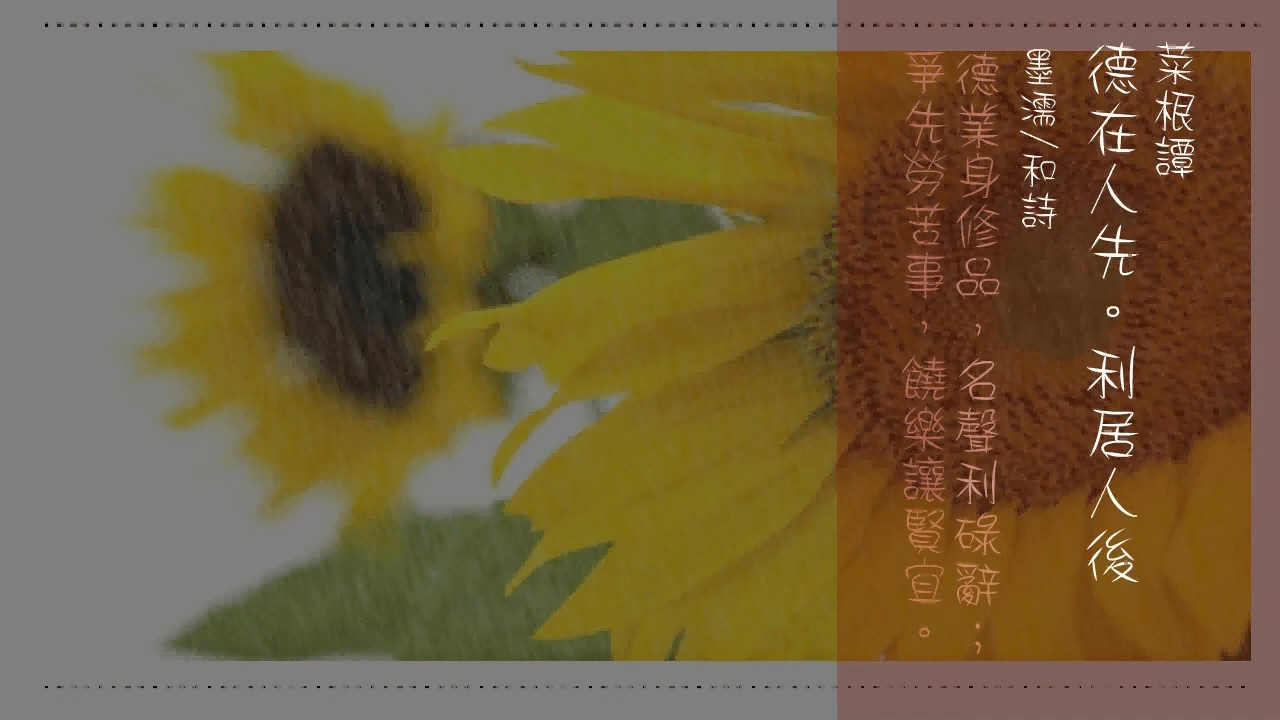 菜根譚
德在人先。利居人後
墨濡/和詩
德業身修品,名聲利碌辭;
爭先勞苦事,饒樂讓賢宜。